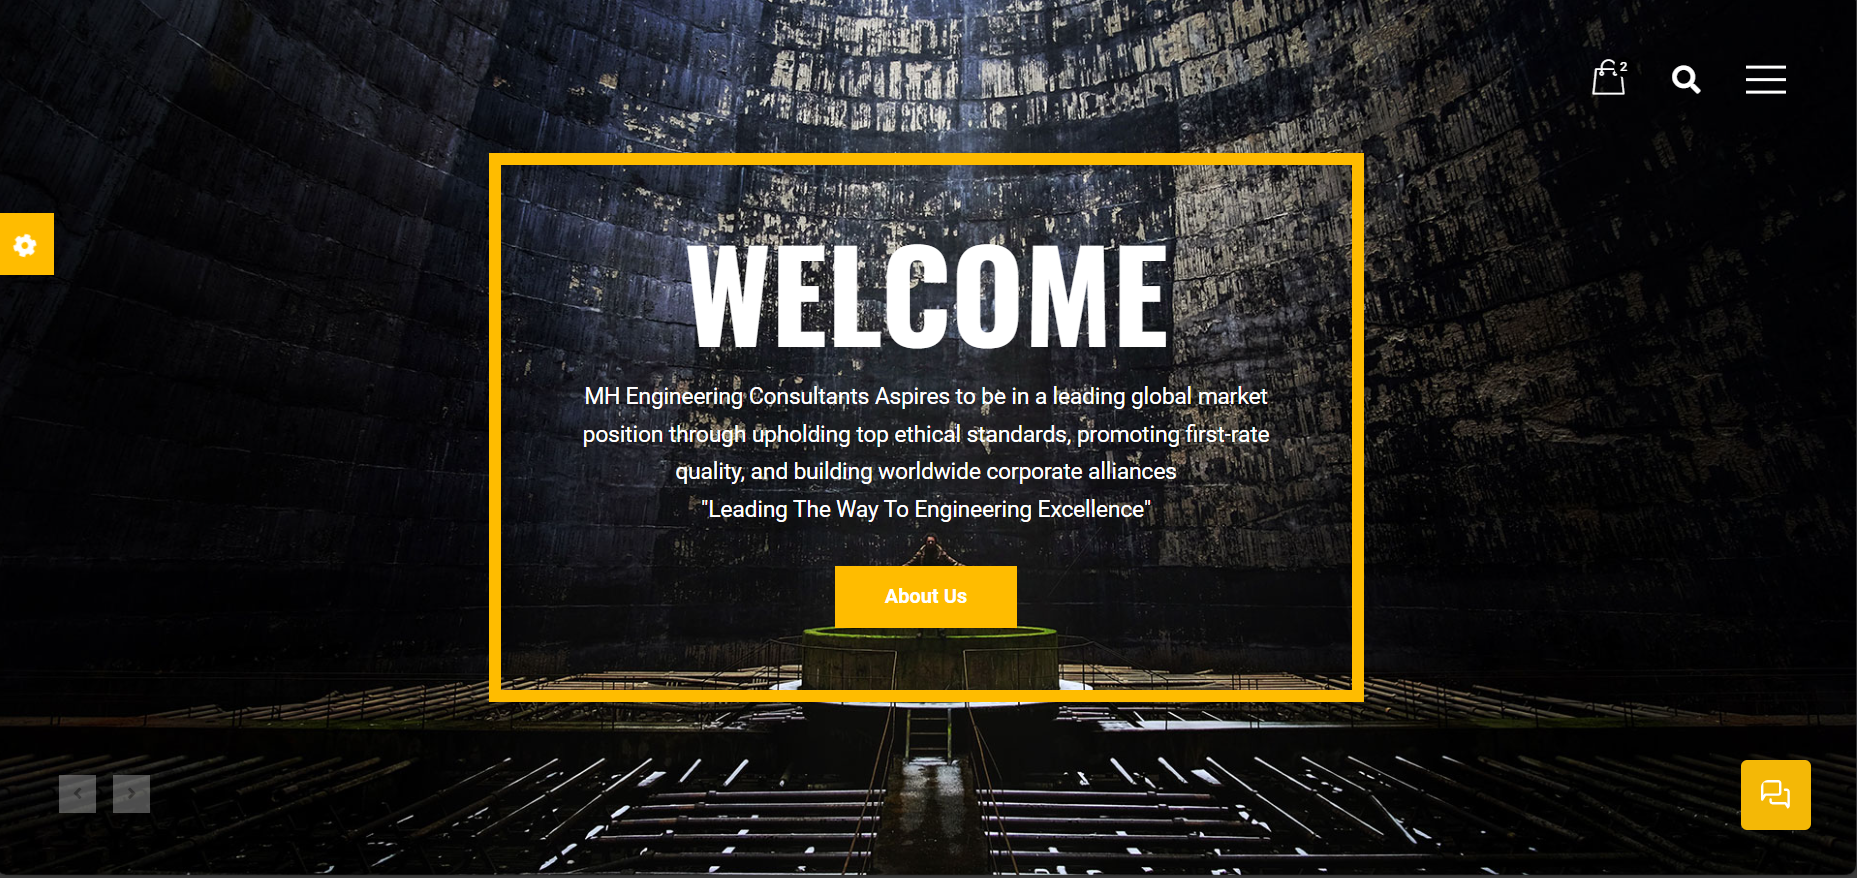 2
WELCOME
MH Engineering Consultants Aspires to be in a leading global market
position through upholding top ethical standards, promoting first-rate
quality, and building worldwide corporate alliances
"Leading The Way To Engineering Excellence"
About Us